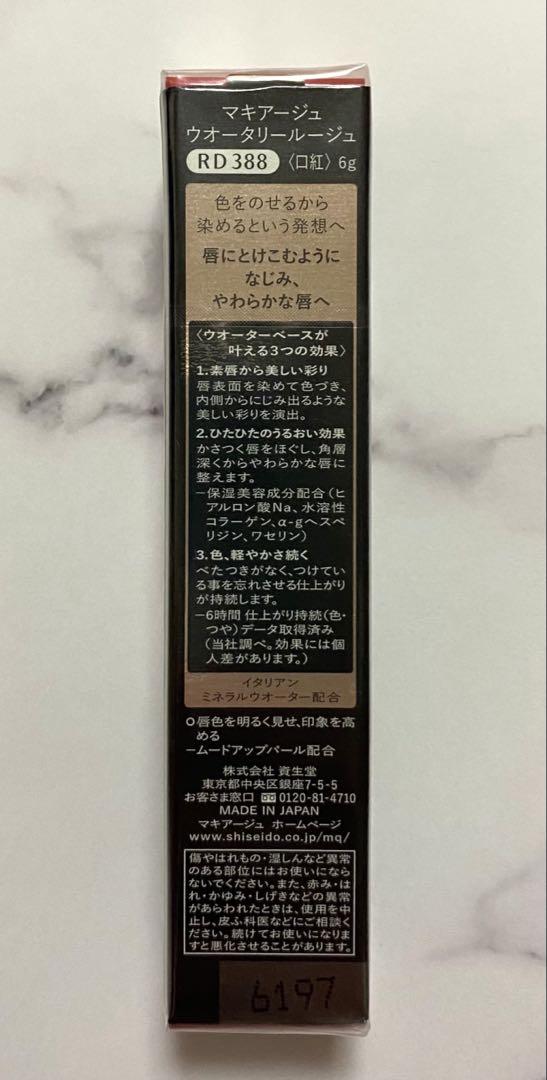 マキアージュ
ウオータリールージュ
RD388 〈口紅〉 6g
色をのせるから
染めるという発想へ
唇にとけこむように
なじみ、
やわらかな唇へ
〈ウオーターベースが
叶える3つの効果〉
1.素唇から美しい彩り
唇表面を染めて色づき、
内側からにじみ出るような
美しい彩りを演出。
2.ひたひたのうるおい効果
かさつく唇をほぐし、角層
深くからやわらかな唇に
整えます。
−保湿美容成分配合(ヒ
アルロン酸Na、水溶性
コラーゲン、α-gヘスペ
リジン、ワセリン)
3.色、軽やかさ続く
べたつきがなく、つけてい
る事を忘れさせる仕上がり
が持続します。
−6時間 仕上がり持続(色・
つや)データ取得済み
(当社調べ。効果には個
人差があります。)
イタリアン
ミネラルウオーター配合
○唇色を明るく見せ、印象を高
める
−ムードアップパール配合
株式会社 資生堂
東京都中央区銀座7-5-5
お客さま窓口 0120-81-4710
MADE IN JAPAN
マキアージュ ホームページ
www.shiseido.co.jp/mq/
傷やはれもの・湿しんなど異常
のある部位にはお使いになら
ないでください。また、赤み・は
れ・かゆみ・しげきなどの異常
があらわれたときは、使用を中
止し、皮ふ科医などにご相談く
ださい。続けてお使いになりま
すと悪化させることがあります。
6197